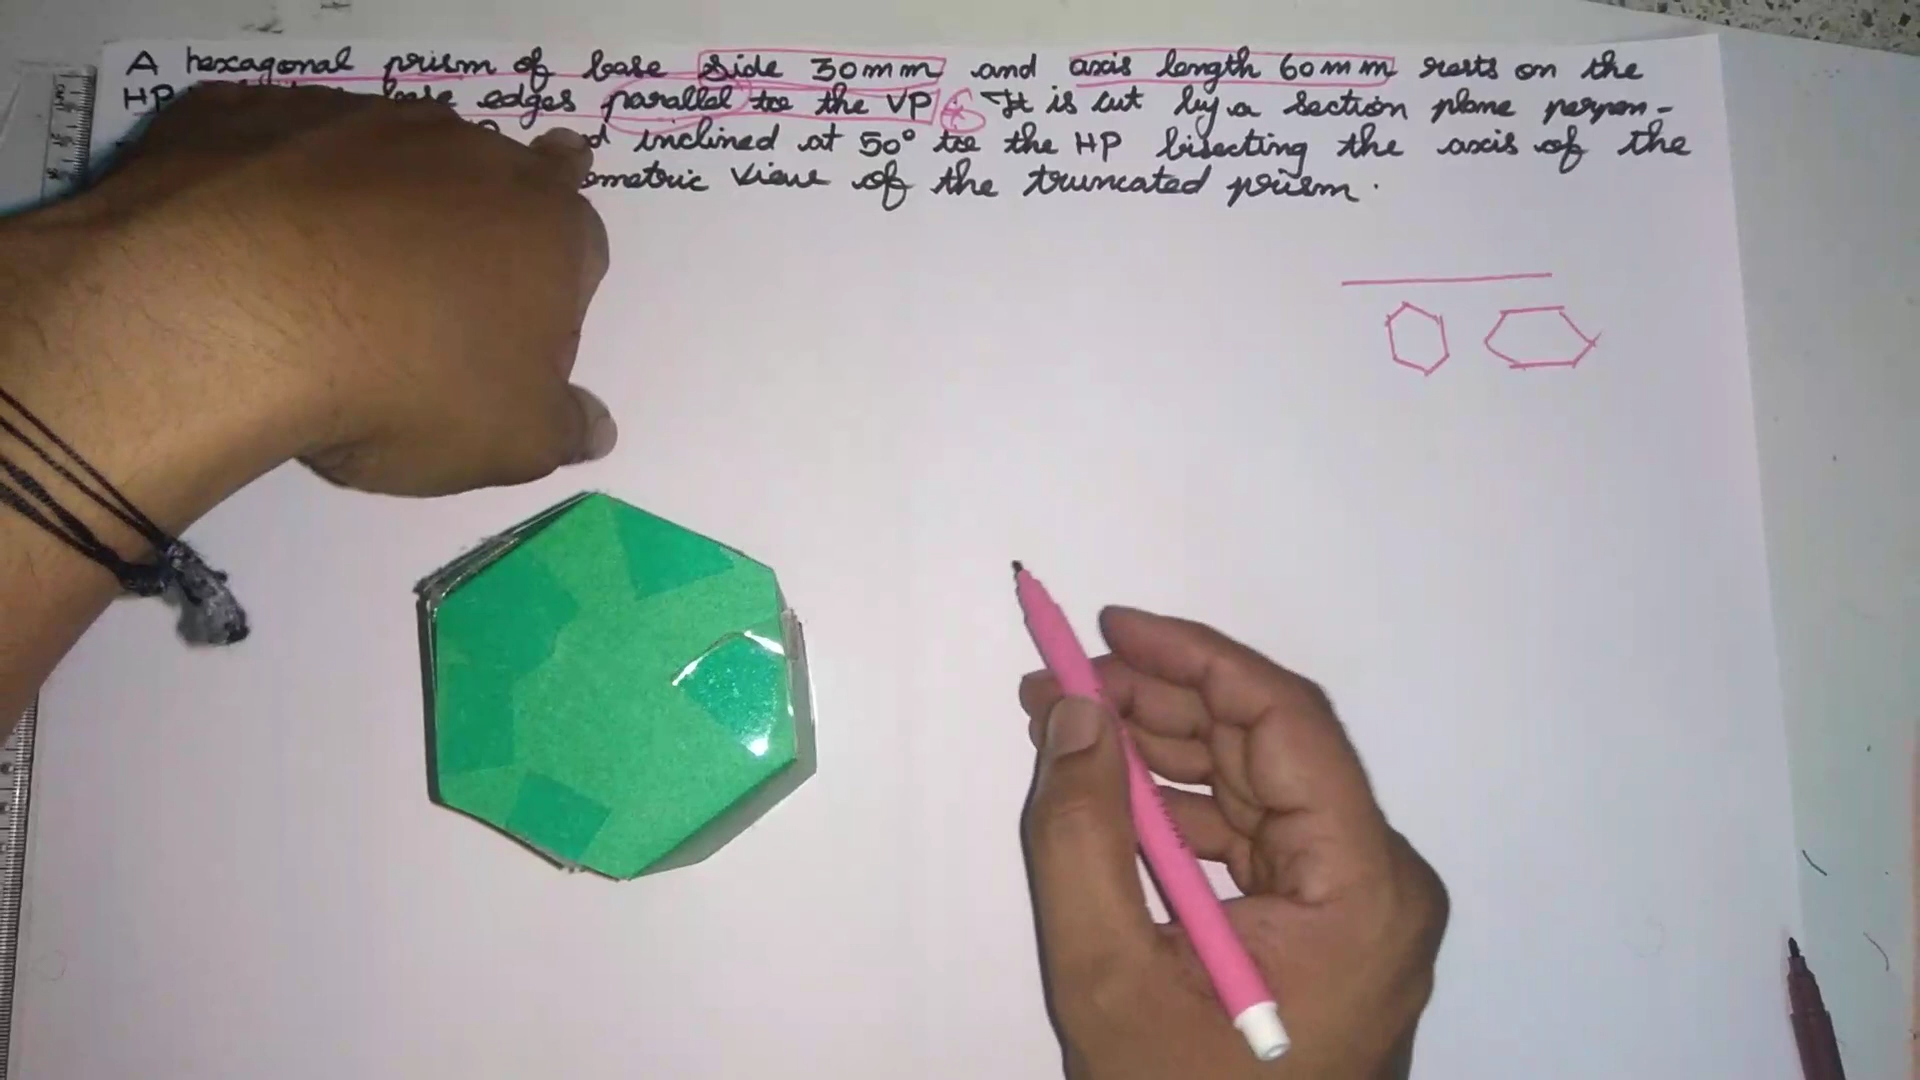 A hexagonal prism of base side 30mm and axis length 60mm rests on the
HP base edges parallel to the VP. It is cut by a section plane perpen-
inclined at 50° to the HP bisecting the axis of the
view of the truncated prism.